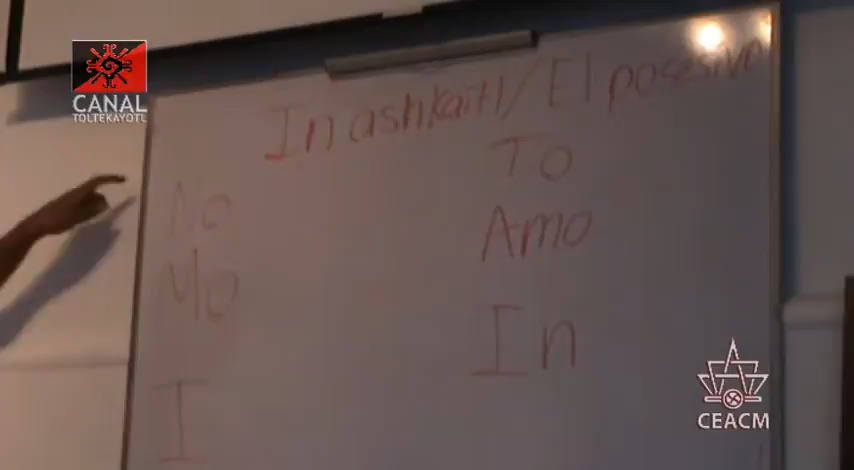 CANAL
TOLTEKAYOTL
In ashkaitl / El posesivo
No
To
Mo
Amo
I
In
CEACM